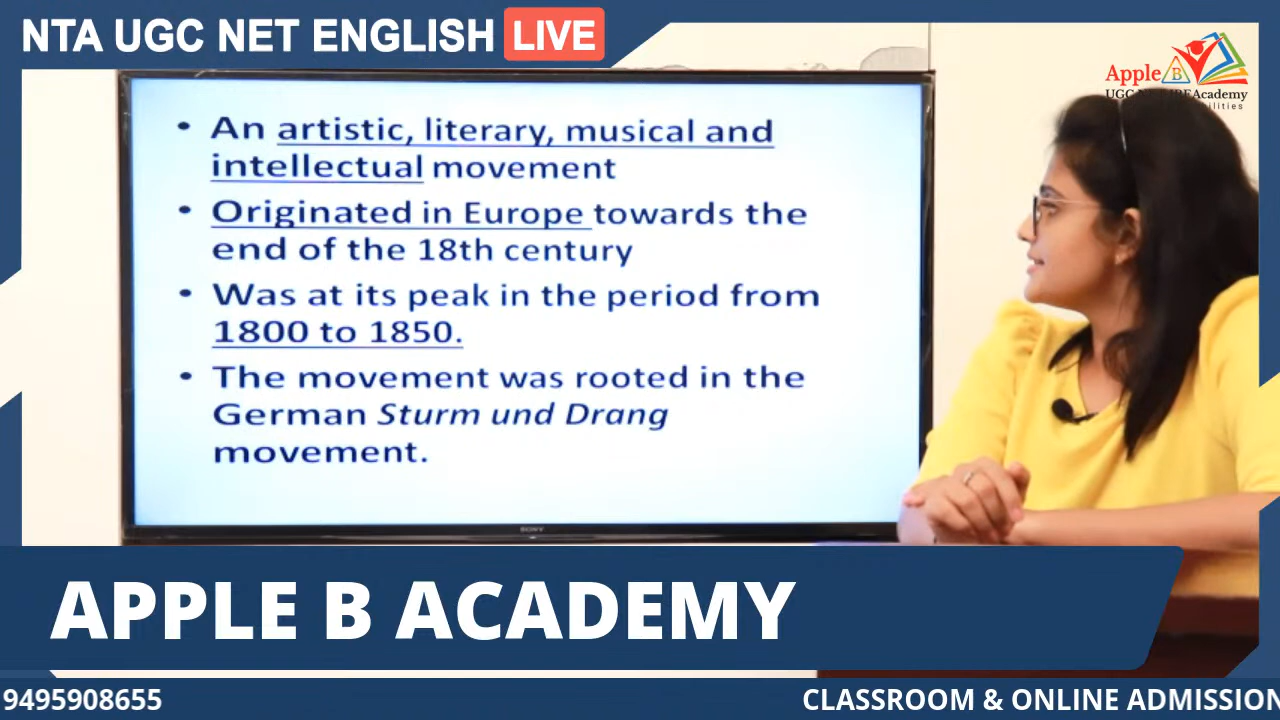 NTA UGC NET ENGLISH LIVE
Apple B
Academy
• An artistic, literary, musical and
intellectual movement
• Originated in Europe towards the
end of the 18th century
• Was at its peak in the period from
1800 to 1850.
• The movement was rooted in the
German Sturm und Drang
movement.
SONY
APPLE B ACADEMY
9495908655
CLASSROOM & ONLINE ADMISSION